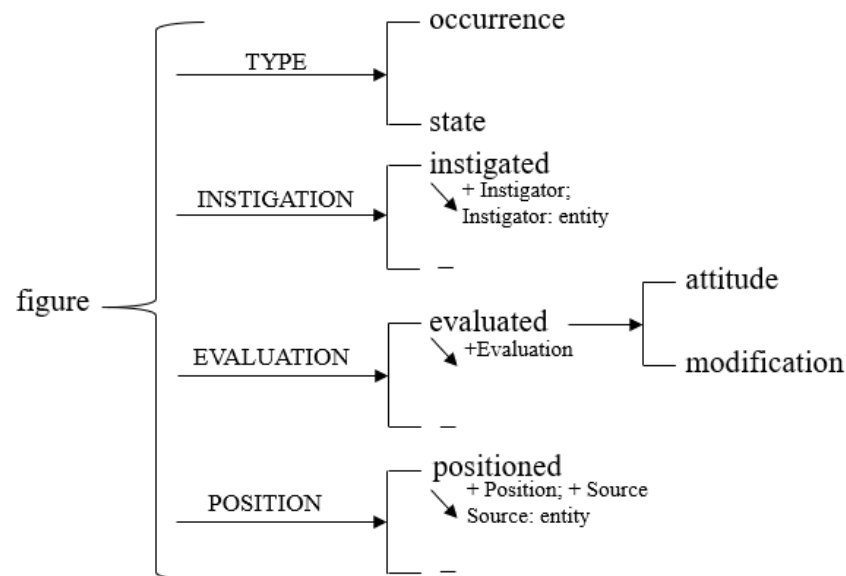 occurrence
TYPE
state
instigated
+ Instigator;
INSTIGATION
Instigator: entity
–
attitude
figure
evaluated
+Evaluation
EVALUATION
modification
–
positioned
+ Position; + Source
POSITION
Source: entity
–